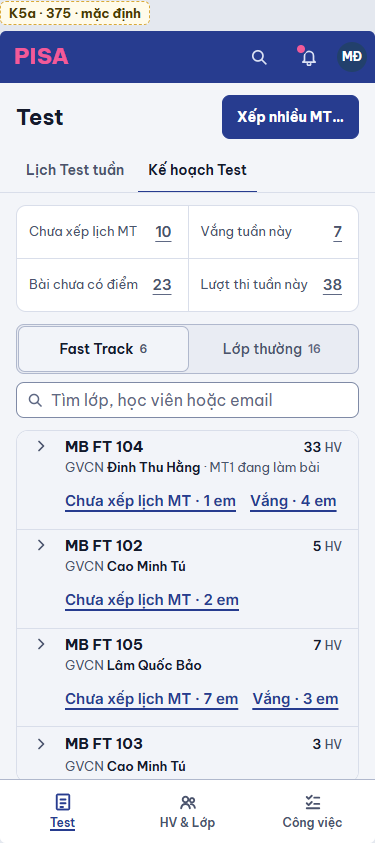 K5a · 375 · mặc định
PISA
MĐ
Test
Xếp nhiều MT...
Lịch Test tuần
Kế hoạch Test
Chưa xếp lịch MT 10
Vắng tuần này 7
Bài chưa có điểm 23
Lượt thi tuần này 38
Fast Track 6
Lớp thường 16
Tìm lớp, học viên hoặc email
MB FT 104 33 HV
GVCN Đinh Thu Hằng · MT1 đang làm bài
Chưa xếp lịch MT · 1 em Vắng · 4 em
MB FT 102 5 HV
GVCN Cao Minh Tú
Chưa xếp lịch MT · 2 em
MB FT 105 7 HV
GVCN Lâm Quốc Bảo
Chưa xếp lịch MT · 7 em Vắng · 3 em
MB FT 103 3 HV
GVCN Cao Minh Tú
Test
HV & Lớp
Công việc